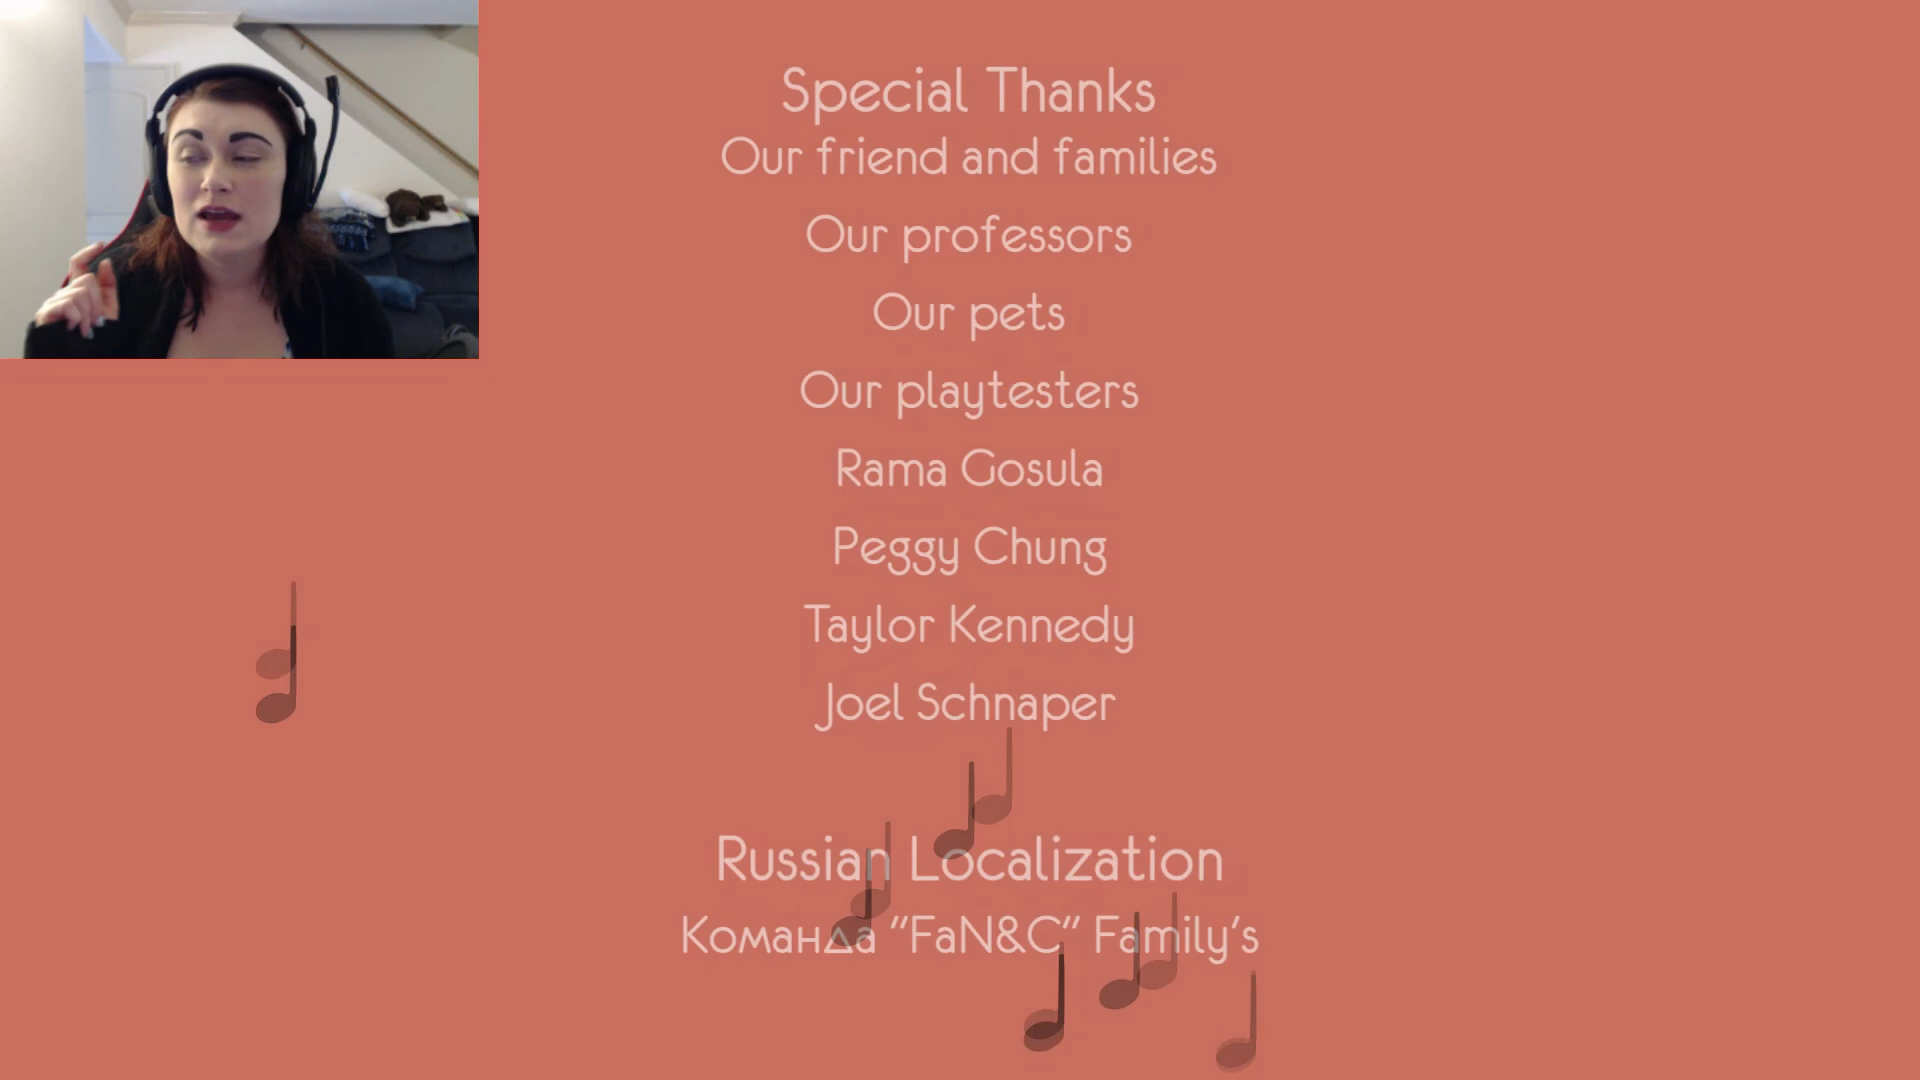 Special Thanks
Our friend and families
Our professors
Our pets
Our playtesters
Rama Gosula
Peggy Chung
Taylor Kennedy
Joel Schnaper
Russian Localization
Команда “FaN&C” Family’s